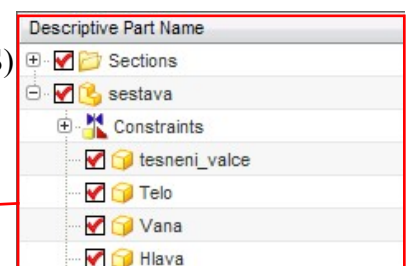 Descriptive Part Name
Sections
sestava
Constraints
tesneni_valce
Telo
Vana
Hlava